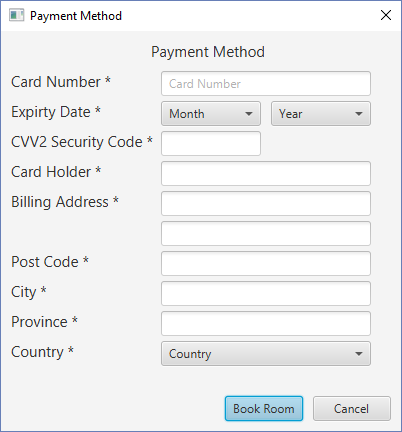 Payment Method
Payment Method
Card Number * Card Number
Expirty Date * Month Year
CVV2 Security Code *
Card Holder *
Billing Address *
Post Code *
City *
Province *
Country * Country
Book Room Cancel